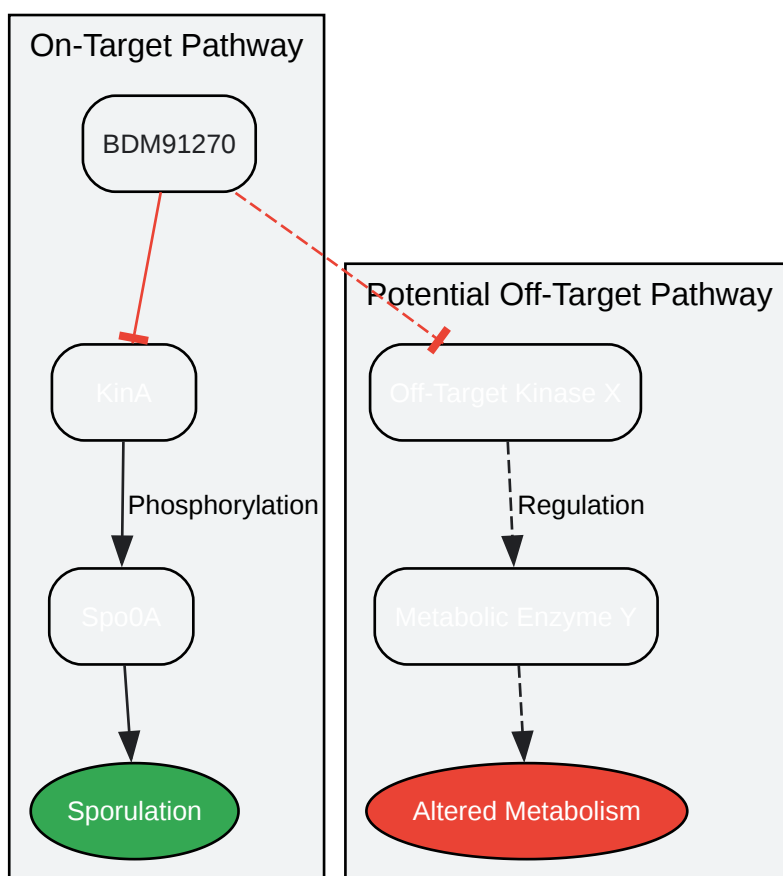 On-Target Pathway
BDM91270
Potential Off-Target Pathway
KinA
Off-Target Kinase X
Phosphorylation
Regulation
Spo0A
Metabolic Enzyme Y
Sporulation
Altered Metabolism